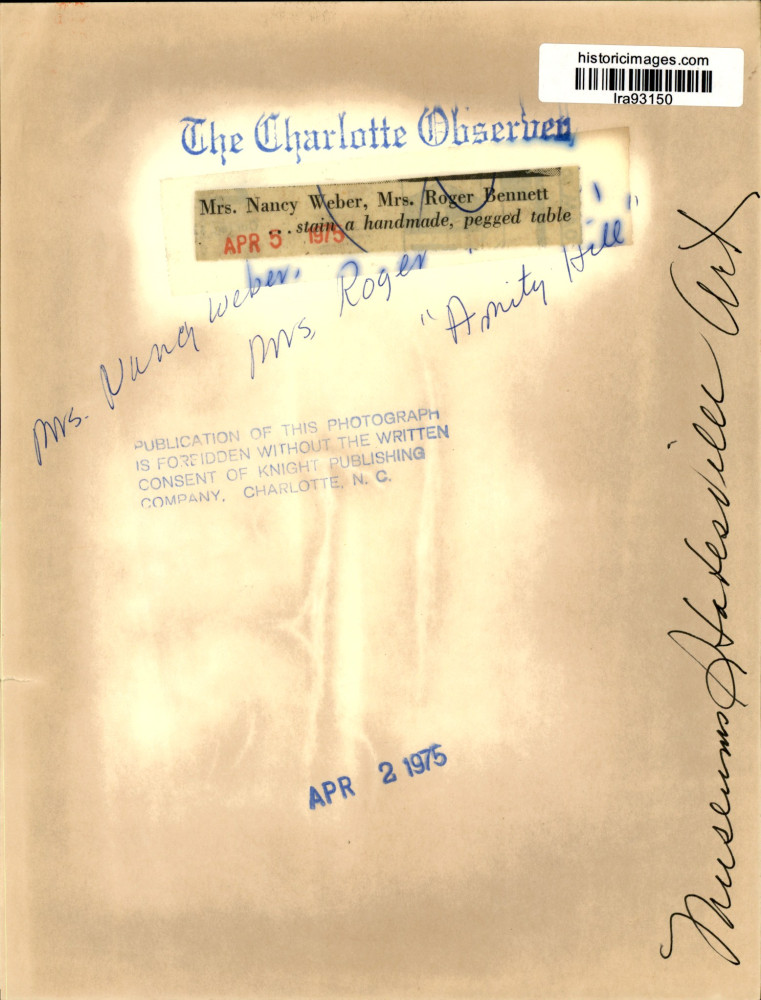 historicimages.com
lra93150
The Charlotte Observer
Mrs. Nancy Weber, Mrs. Roger Bennett
...stain a handmade, pegged table
APR 5 1975
Mrs. Nancy Weber,
Mrs. Roger
"Amity Hill"
PUBLICATION OF THIS PHOTOGRAPH
IS FORBIDDEN WITHOUT THE WRITTEN
CONSENT OF KNIGHT PUBLISHING
COMPANY, CHARLOTTE, N. C.
APR 2 1975
Museums Statesville Art